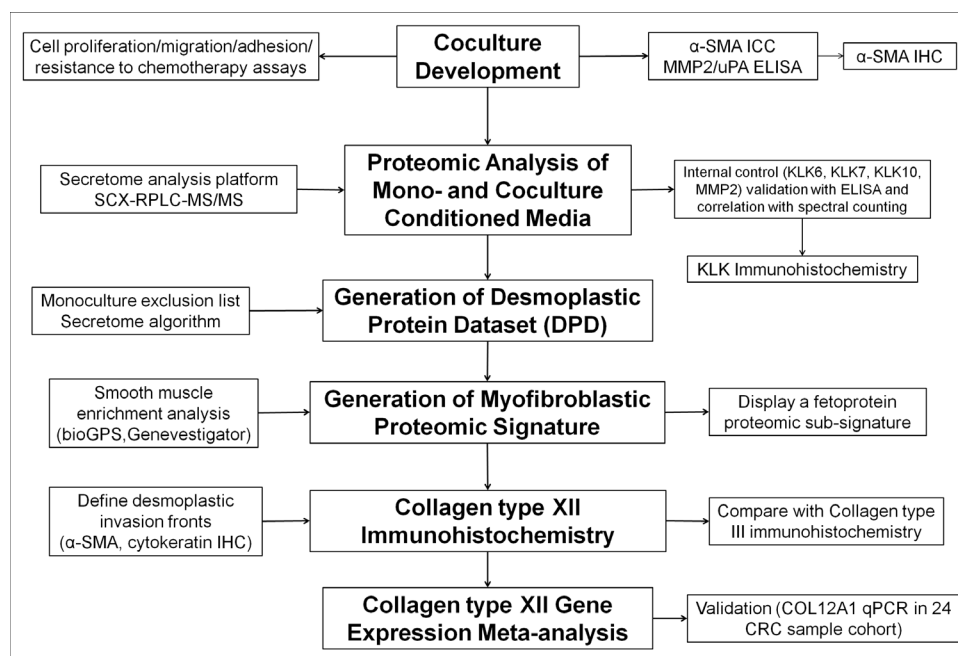 Cell proliferation/migration/adhesion/
resistance to chemotherapy assays
Coculture
Development
α-SMA ICC
MMP2/uPA ELISA
α-SMA IHC
Secretome analysis platform
SCX-RPLC-MS/MS
Proteomic Analysis of
Mono- and Coculture
Conditioned Media
Internal control (KLK6, KLK7, KLK10,
MMP2) validation with ELISA and
correlation with spectral counting
KLK Immunohistochemistry
Monoculture exclusion list
Secretome algorithm
Generation of Desmoplastic
Protein Dataset (DPD)
Smooth muscle
enrichment analysis
(bioGPS,Genevestigator)
Generation of Myofibroblastic
Proteomic Signature
Display a fetoprotein
proteomic sub-signature
Define desmoplastic
invasion fronts
(α-SMA, cytokeratin IHC)
Collagen type XII
Immunohistochemistry
Compare with Collagen type
III immunohistochemistry
Collagen type XII Gene
Expression Meta-analysis
Validation (COL12A1 qPCR in 24
CRC sample cohort)